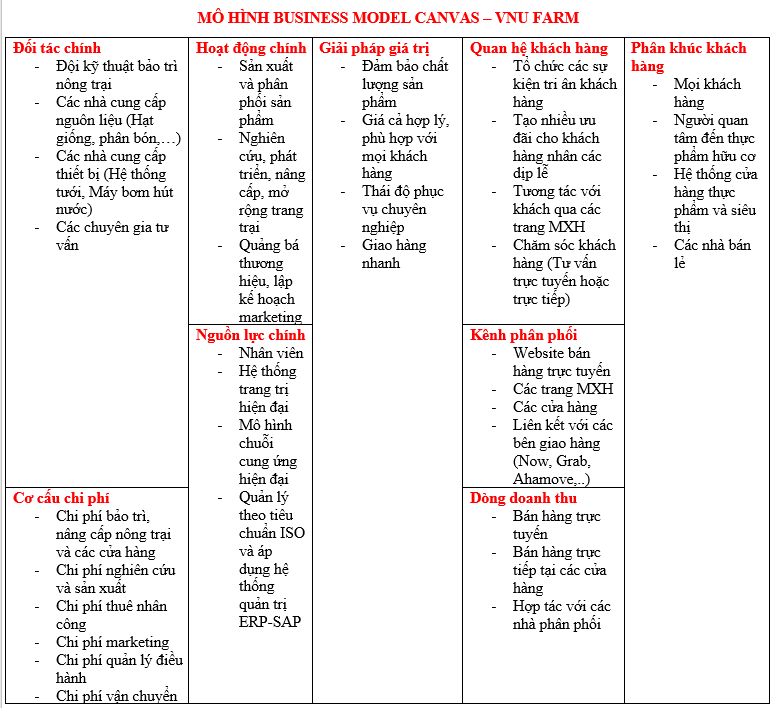 MÔ HÌNH BUSINESS MODEL CANVAS – VNU FARM
Đối tác chính
- Đội kỹ thuật bảo trì
nông trại
- Các nhà cung cấp
nguồn liệu (Hạt
giống, phân bón,…)
- Các nhà cung cấp
thiết bị (Hệ thống
tưới, Máy bơm hút
nước)
- Các chuyên gia tư
vấn
Hoạt động chính
- Sản xuất
và phân
phối sản
phẩm
- Nghiên
cứu, phát
triển, nâng
cấp, mở
rộng trang
trại
- Quảng bá
thương
hiệu, lập
kế hoạch
marketing
Nguồn lực chính
- Nhân viên
- Hệ thống
trang trị
hiện đại
- Mô hình
chuỗi
cung ứng
hiện đại
- Quản lý
theo tiêu
chuẩn ISO
và áp
dụng hệ
thống
quản trị
ERP-SAP
Giải pháp giá trị
- Đảm bảo chất
lượng sản
phẩm
- Giá cả hợp lý,
phù hợp với
mọi khách
hàng
- Thái độ phục
vụ chuyên
nghiệp
- Giao hàng
nhanh
Quan hệ khách hàng
- Tổ chức các sự
kiện tri ân khách
hàng
- Tạo nhiều ưu
đãi cho khách
hàng nhân các
dịp lễ
- Tương tác với
khách qua các
trang MXH
- Chăm sóc khách
hàng (Tư vấn
trực tuyến hoặc
trực tiếp)
Kênh phân phối
- Website bán
hàng trực tuyến
- Các trang MXH
- Các cửa hàng
- Liên kết với các
bên giao hàng
(Now, Grab,
Ahamove,..)
Phân khúc khách
hàng
- Mọi khách
hàng
- Người quan
tâm đến thực
phẩm hữu cơ
- Hệ thống cửa
hàng thực
phẩm và siêu
thị
- Các nhà bán
lẻ
Cơ cấu chi phí
- Chi phí bảo trì,
nâng cấp nông trại
và các cửa hàng
- Chi phí nghiên cứu
và sản xuất
- Chi phí thuê nhân
công
- Chi phí marketing
- Chi phí quản lý điều
hành
- Chi phí vận chuyển
Dòng doanh thu
- Bán hàng trực
tuyến
- Bán hàng trực
tiếp tại các cửa
hàng
- Hợp tác với các
nhà phân phối